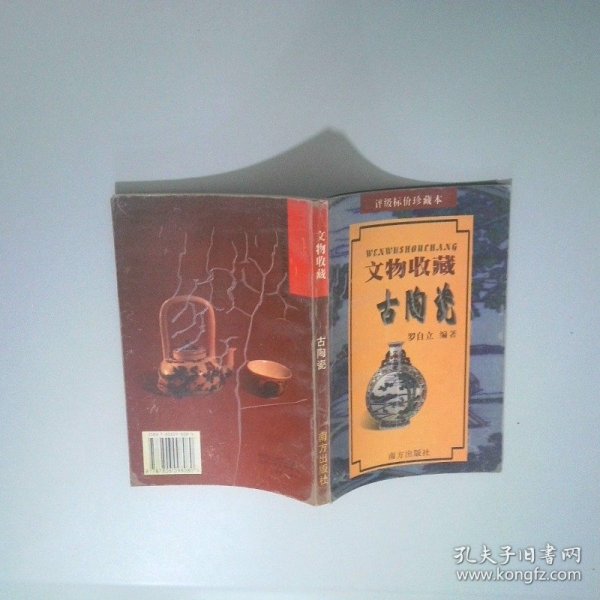 评级标价珍藏本
WENWUSHOUCHANG
文物收藏
古陶瓷
罗自立 编著
南方出版社
文物收藏
古陶瓷
南方出版社
孔夫子旧书网
www.kongfz.com